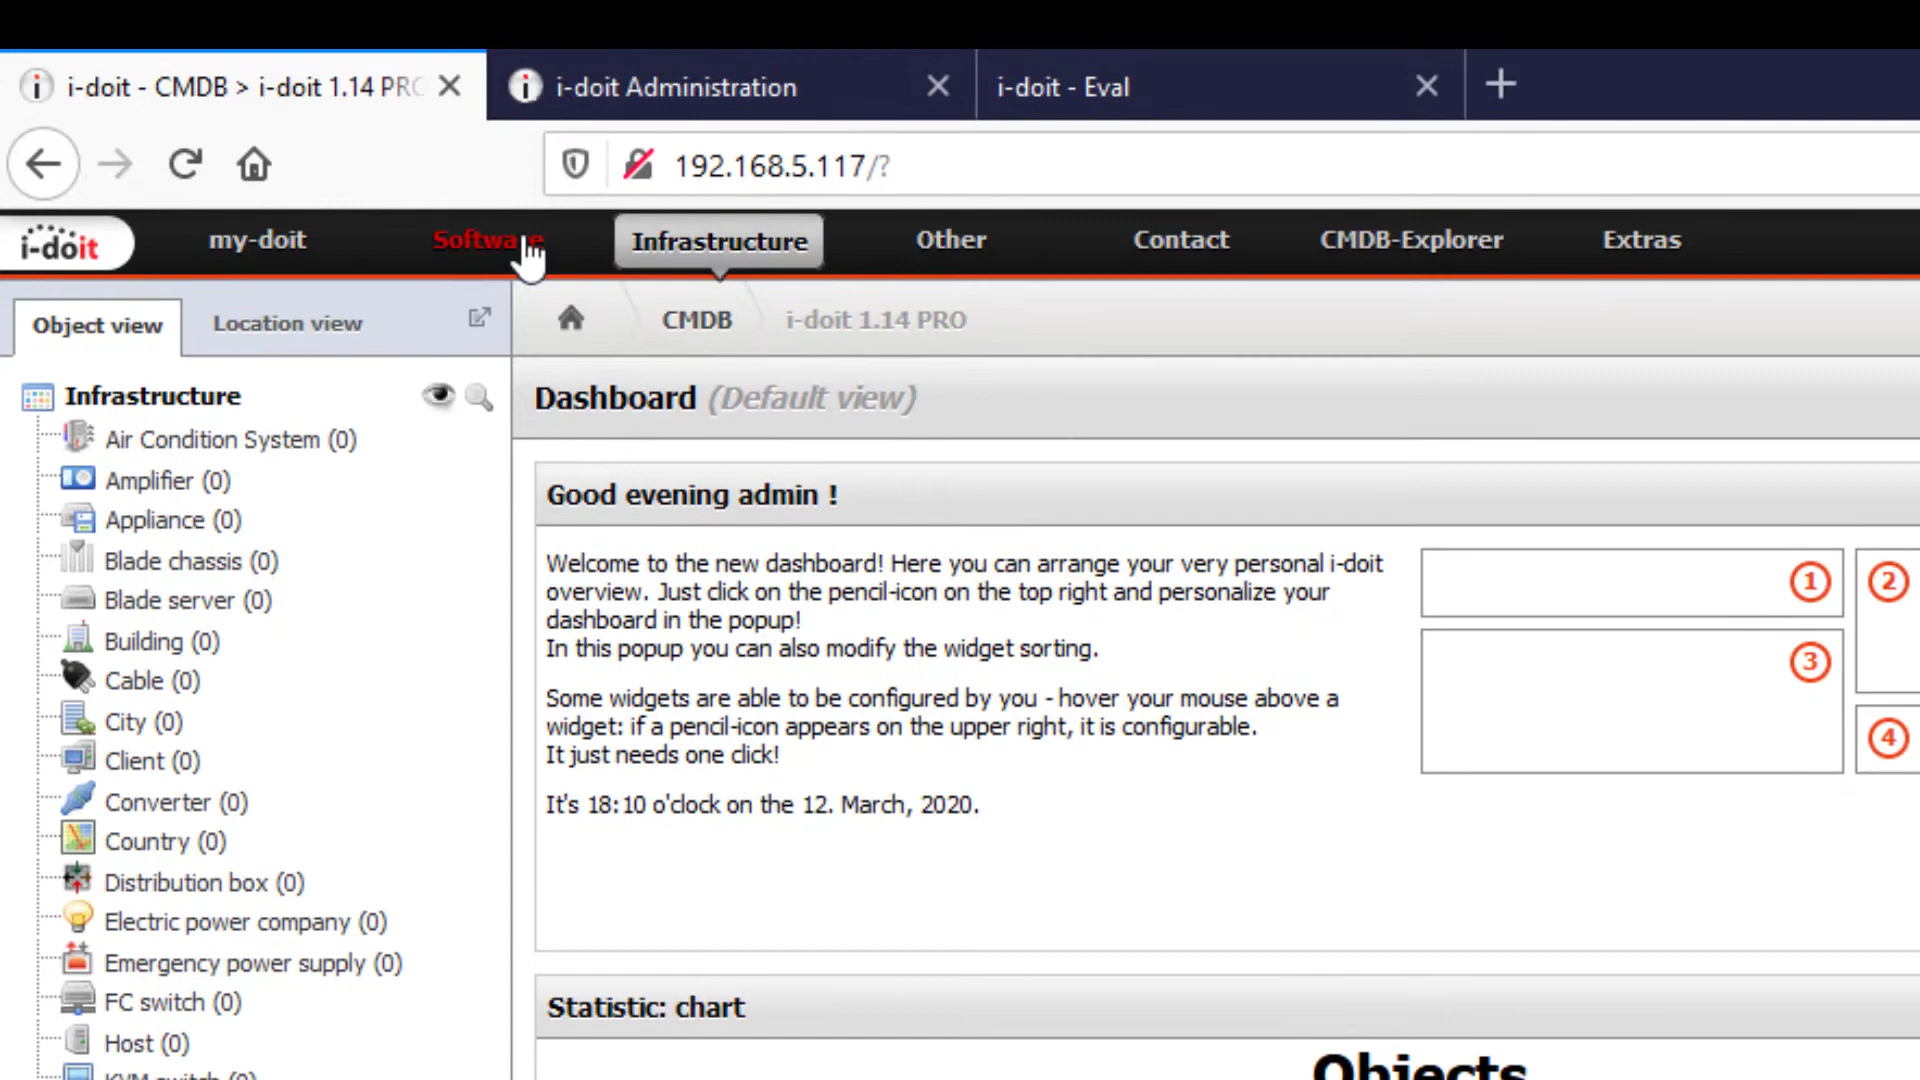 i-doit - CMDB > i-doit 1.14 PRO
i-doit Administration
i-doit - Eval
192.168.5.117/?
i-doit
my-doit
Software
Infrastructure
Other
Contact
CMDB-Explorer
Extras
Object view
Location view
CMDB
i-doit 1.14 PRO
Infrastructure
Air Condition System (0)
Amplifier (0)
Appliance (0)
Blade chassis (0)
Blade server (0)
Building (0)
Cable (0)
City (0)
Client (0)
Converter (0)
Country (0)
Distribution box (0)
Electric power company (0)
Emergency power supply (0)
FC switch (0)
Host (0)
KVM switch (0)
Dashboard (Default view)
Good evening admin !
Welcome to the new dashboard! Here you can arrange your very personal i-doit
overview. Just click on the pencil-icon on the top right and personalize your
dashboard in the popup!
In this popup you can also modify the widget sorting.
Some widgets are able to be configured by you - hover your mouse above a
widget: if a pencil-icon appears on the upper right, it is configurable.
It just needs one click!
It's 18:10 o'clock on the 12. March, 2020.
1
2
3
4
Statistic: chart
Objects